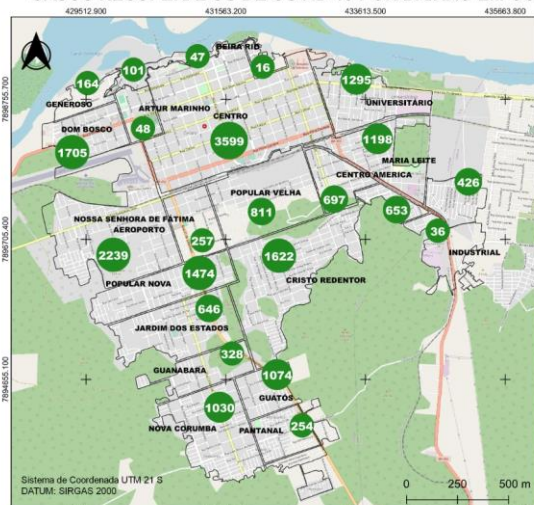 429512.900 431563.200 433613.500 435663.800
7898755.700
7896705.400
7894655.100
BEIRA RIO
47
16
101
164
1295
GENEROSO
ARTUR MARINHO
UNIVERSITÁRIO
CENTRO
DOM BOSCO
48
1705
3599
1198
MARIA LEITE
CENTRO AMERICA
426
POPULAR VELHA
697
811
653
NOSSA SENHORA DE FÁTIMA
AEROPORTO
36
257
2239
1622
INDUSTRIAL
1474
CRISTO REDENTOR
POPULAR NOVA
646
JARDIM DOS ESTADOS
328
GUANABARA
1074
GUATÓS
1030
254
NOVA CORUMBA
PANTANAL
Sistema de Coordenada UTM 21 S
DATUM: SIRGAS 2000
0 250 500 m